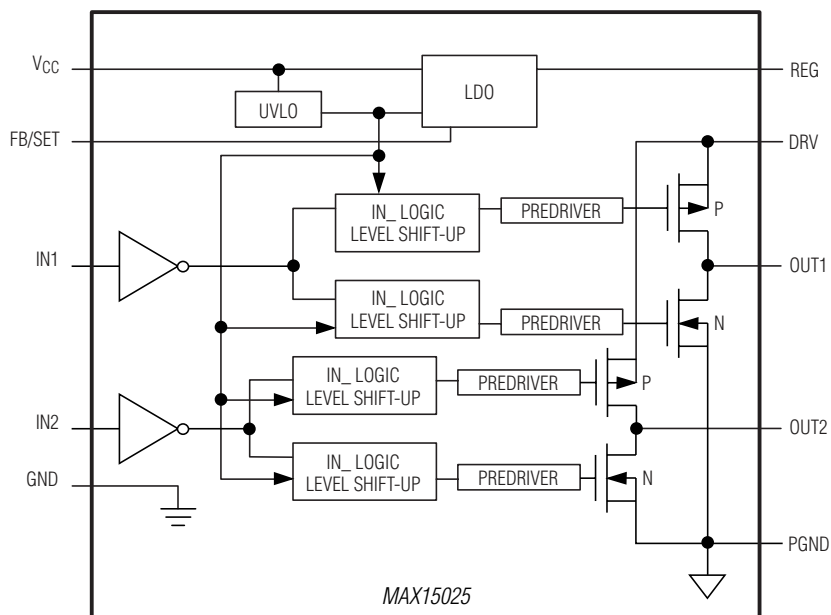 VCC
REG
LDO
UVLO
FB/SET
DRV
IN_ LOGIC
LEVEL SHIFT-UP
PREDRIVER
P
IN1
OUT1
IN_ LOGIC
LEVEL SHIFT-UP
PREDRIVER
N
IN_ LOGIC
LEVEL SHIFT-UP
PREDRIVER
P
IN2
OUT2
IN_ LOGIC
LEVEL SHIFT-UP
PREDRIVER
N
GND
PGND
MAX15025